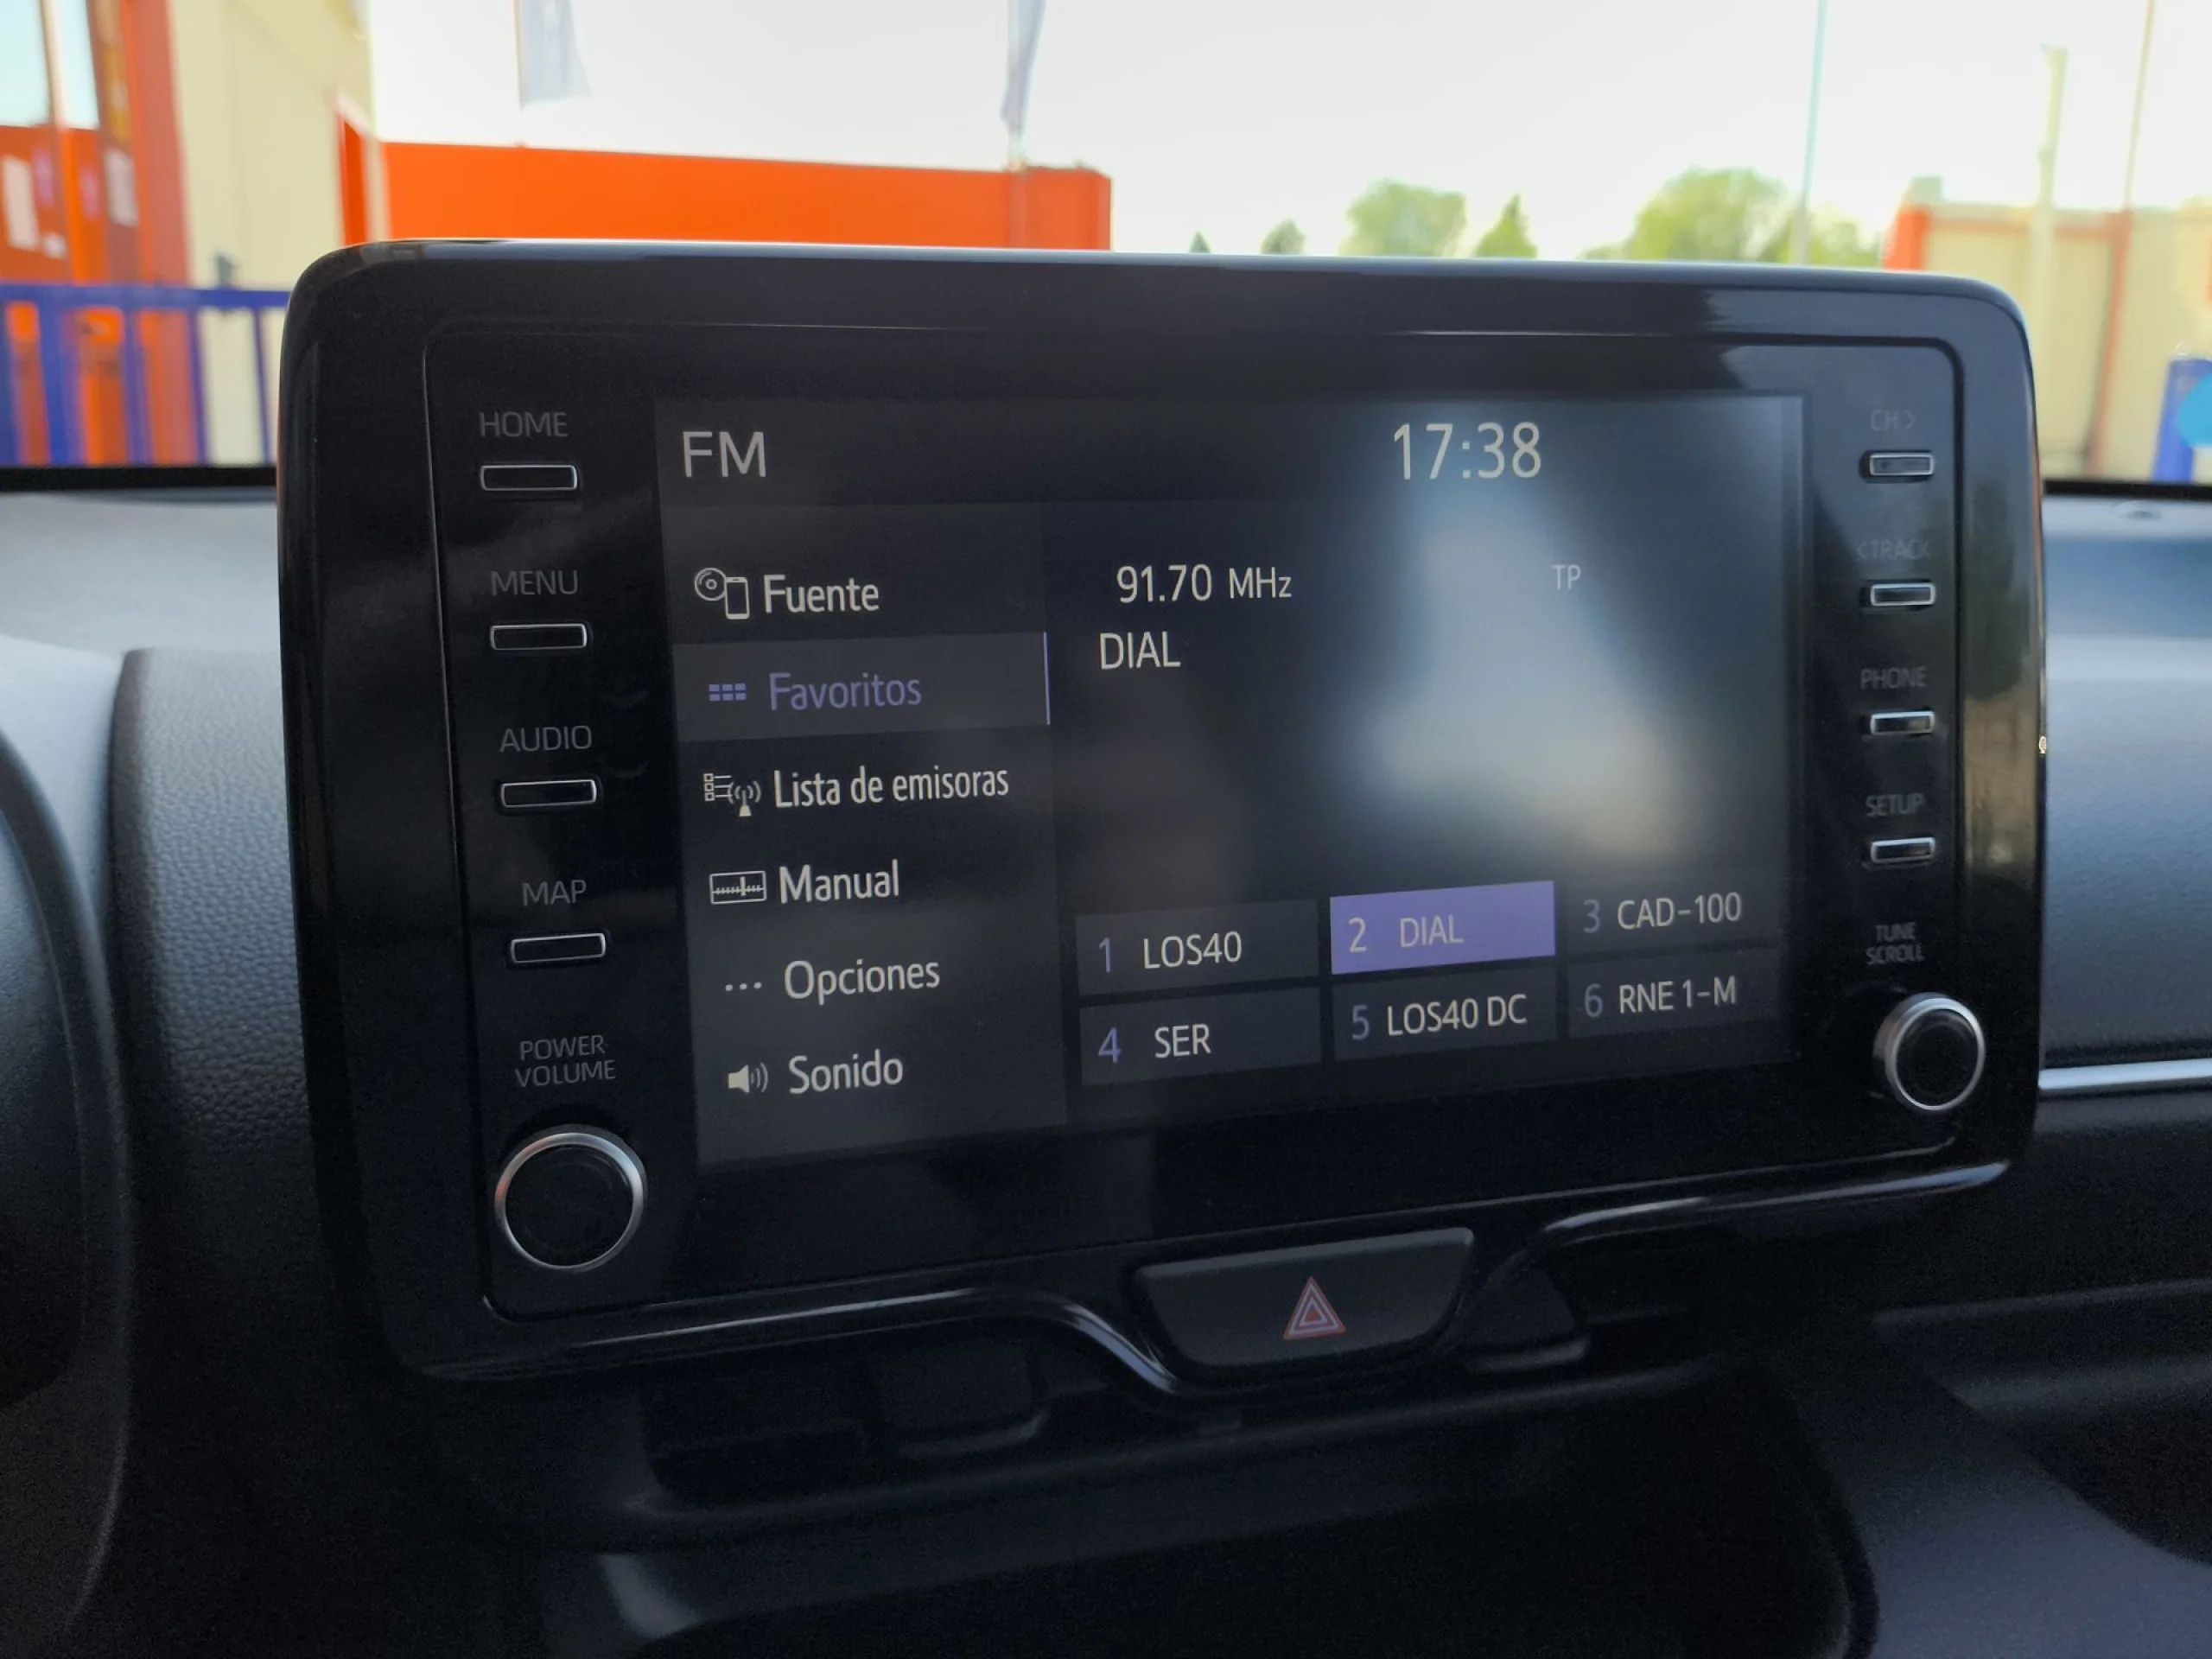 HOME
MENU
AUDIO
MAP
POWER
VOLUME
FM
17:38
Fuente
Favoritos
Lista de emisoras
Manual
Opciones
Sonido
91.70 MHz
TP
DIAL
1 LOS40
2 DIAL
3 CAD-100
4 SER
5 LOS40 DC
6 RNE 1-M
CH >
< TRACK
PHONE
SETUP
TUNE
SCROLL